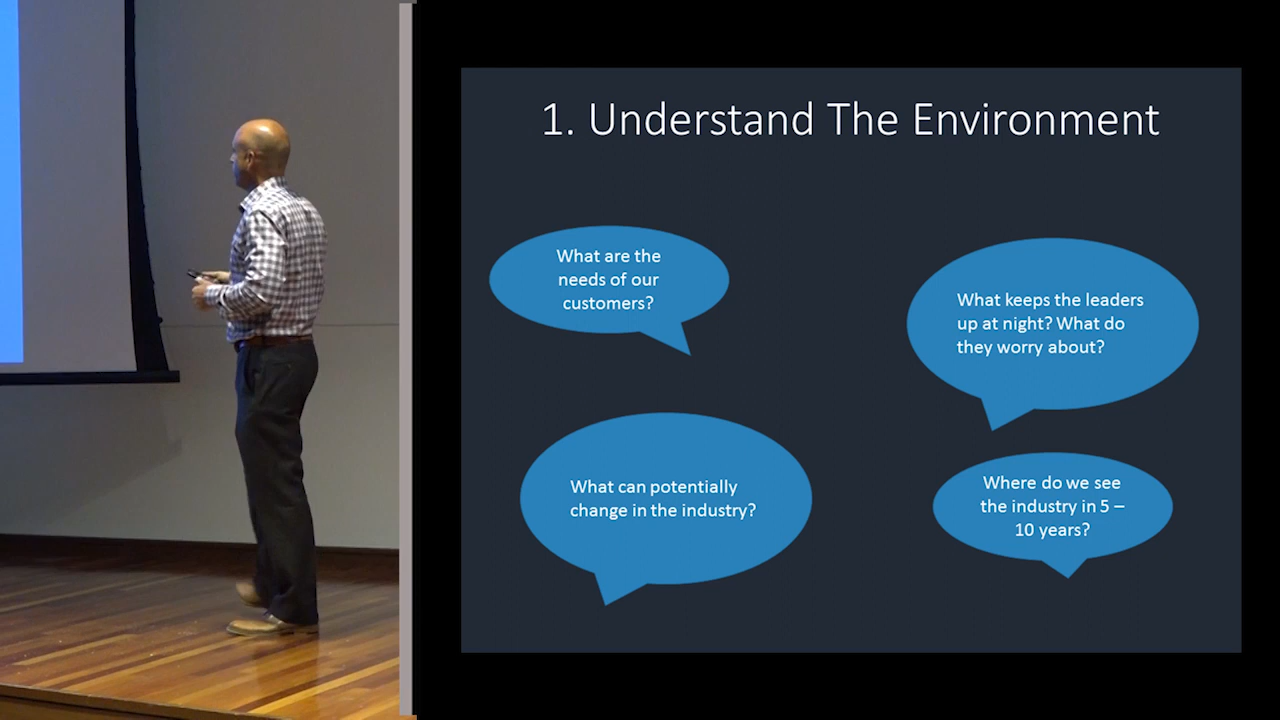 1. Understand The Environment
What are the
needs of our
customers?
What keeps the leaders
up at night? What do
they worry about?
What can potentially
change in the industry?
Where do we see
the industry in 5 –
10 years?